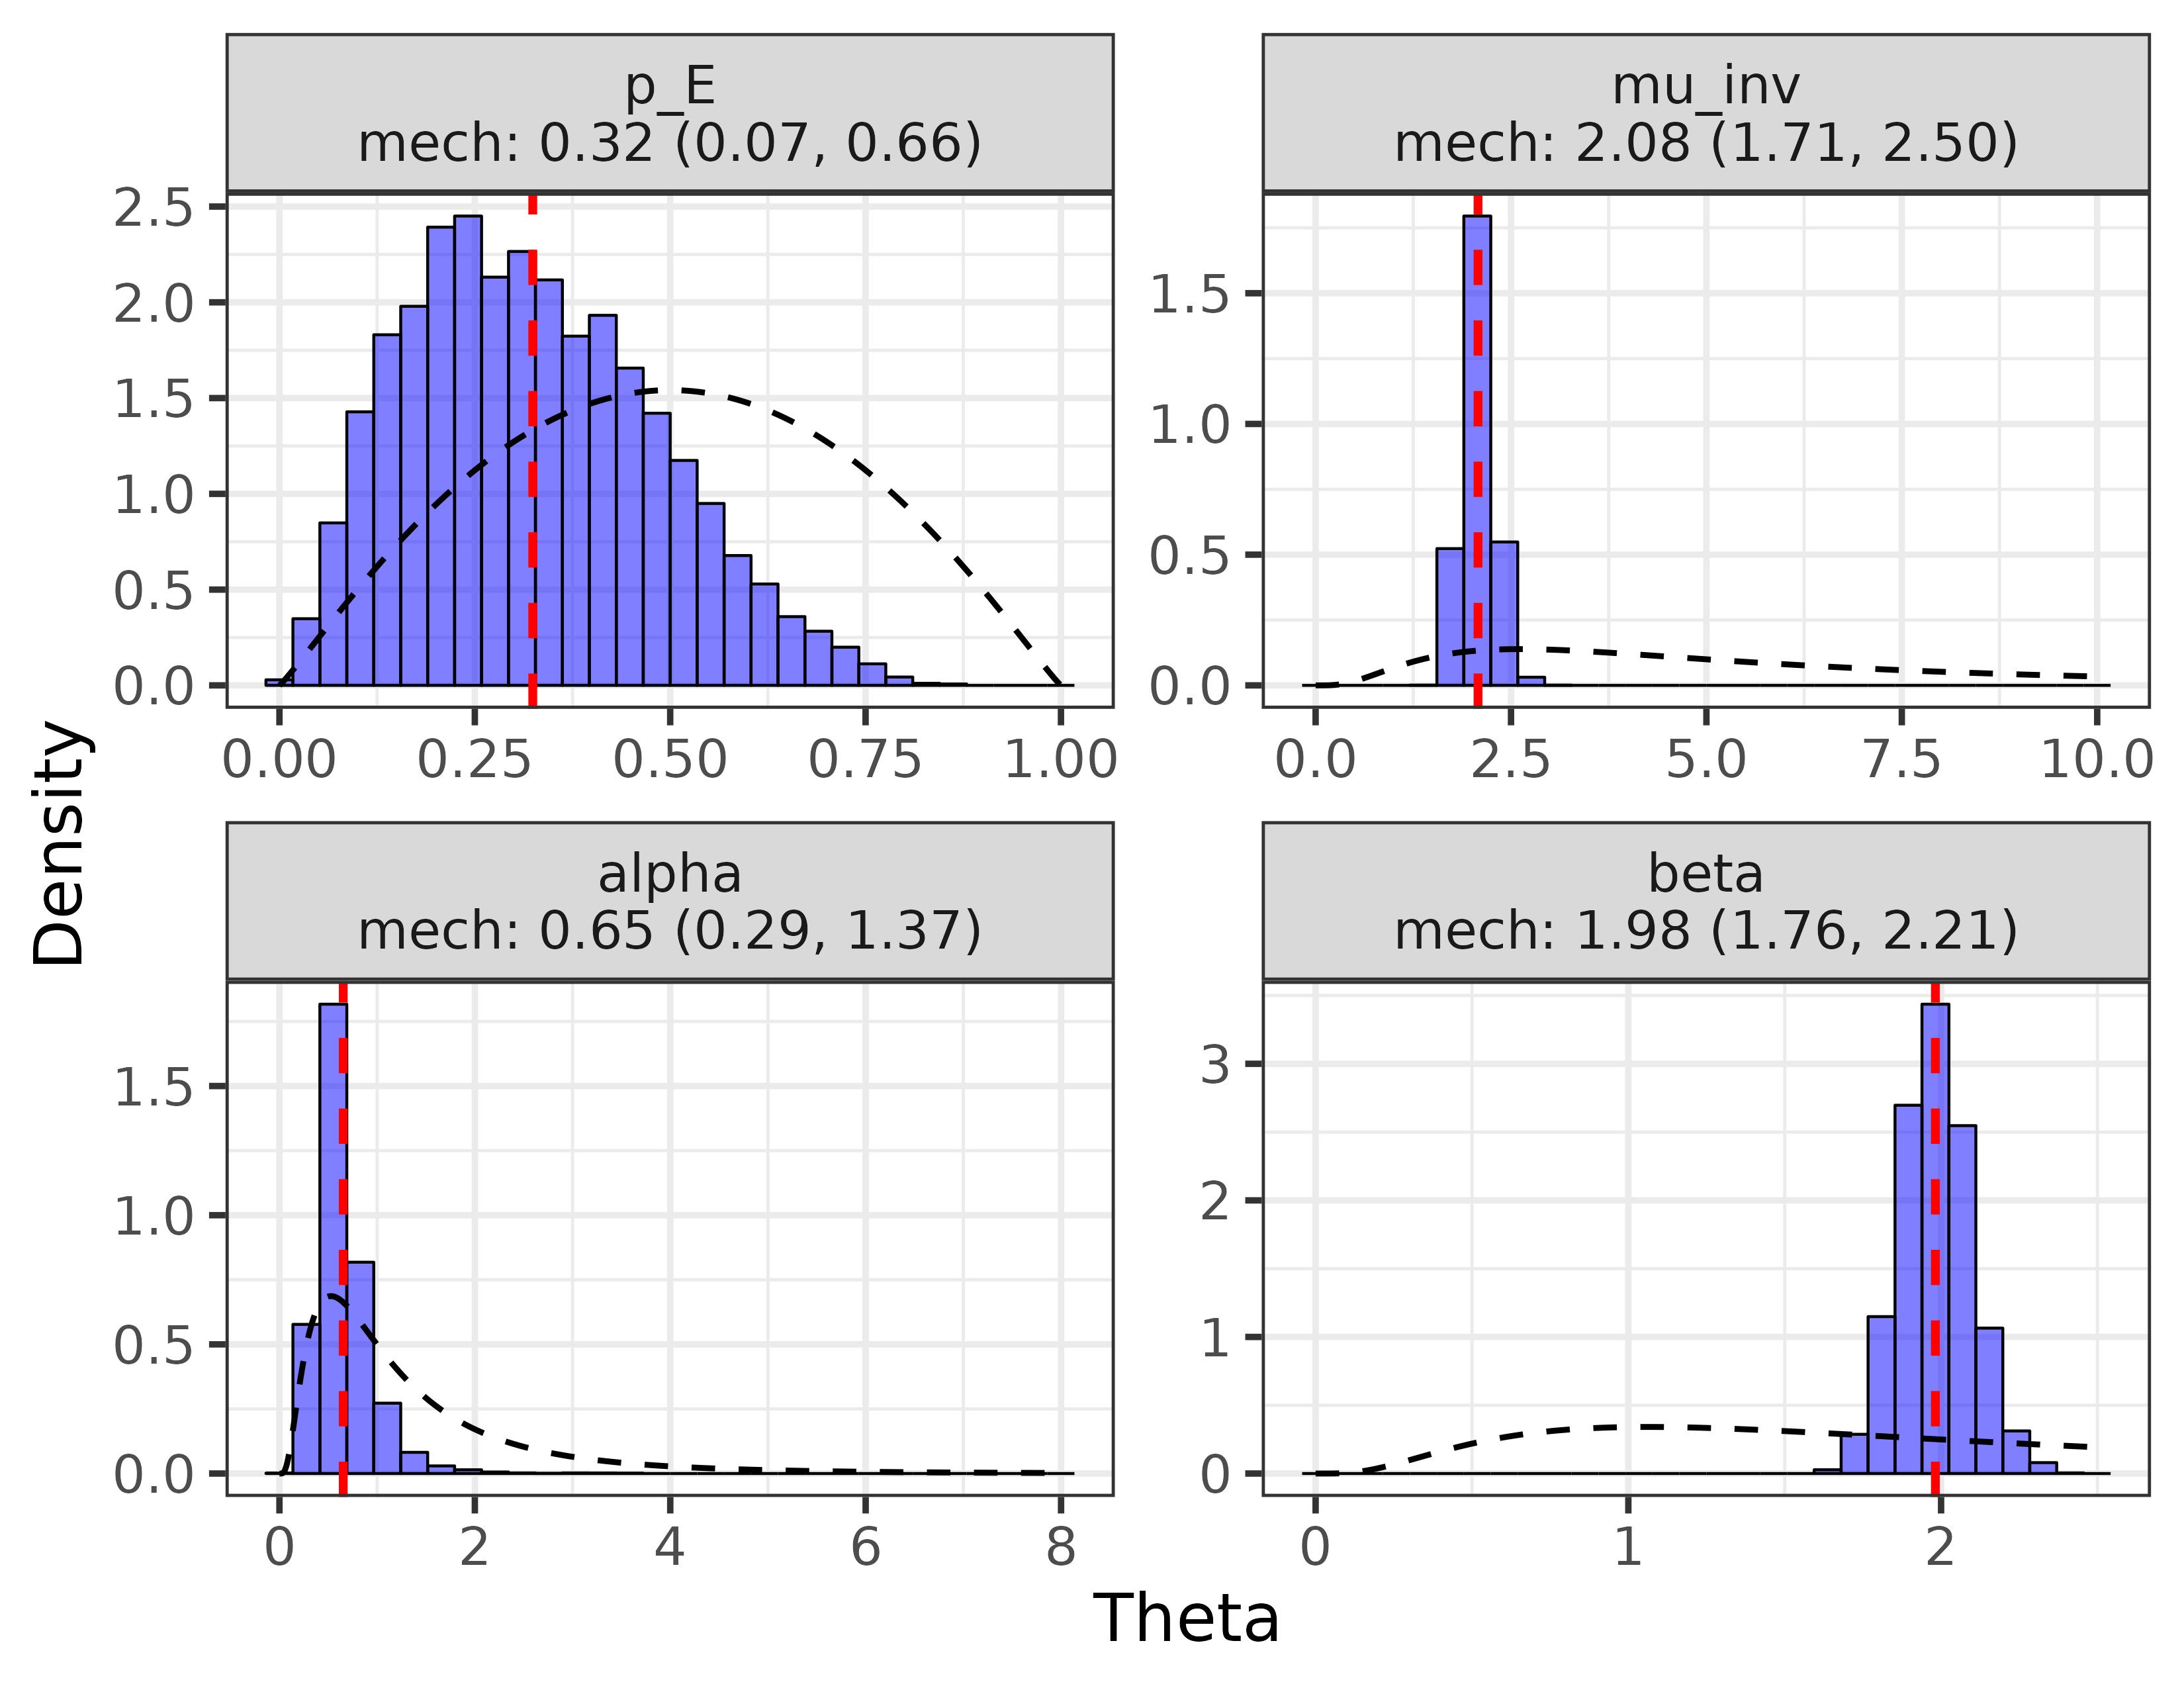 p_E
mech: 0.32 (0.07, 0.66)
mu_inv
mech: 2.08 (1.71, 2.50)
2.5
2.0
1.5
1.0
0.5
0.0
1.5
1.0
0.5
0.0
0.00 0.25 0.50 0.75 1.00
0.0 2.5 5.0 7.5 10.0
Density
alpha
mech: 0.65 (0.29, 1.37)
beta
mech: 1.98 (1.76, 2.21)
1.5
1.0
0.5
0.0
3
2
1
0
0 2 4 6 8
0 1 2
Theta